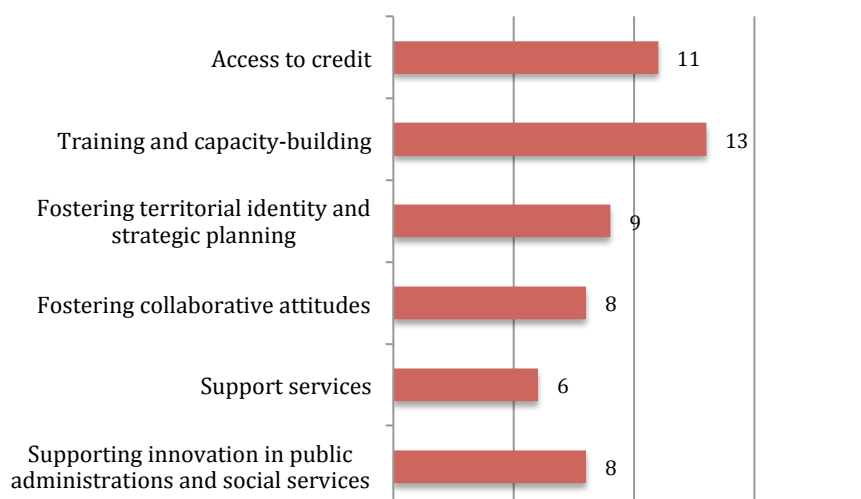 Access to credit
11
Training and capacity-building
13
Fostering territorial identity and
strategic planning
9
Fostering collaborative attitudes
8
Support services
6
Supporting innovation in public
administrations and social services
8